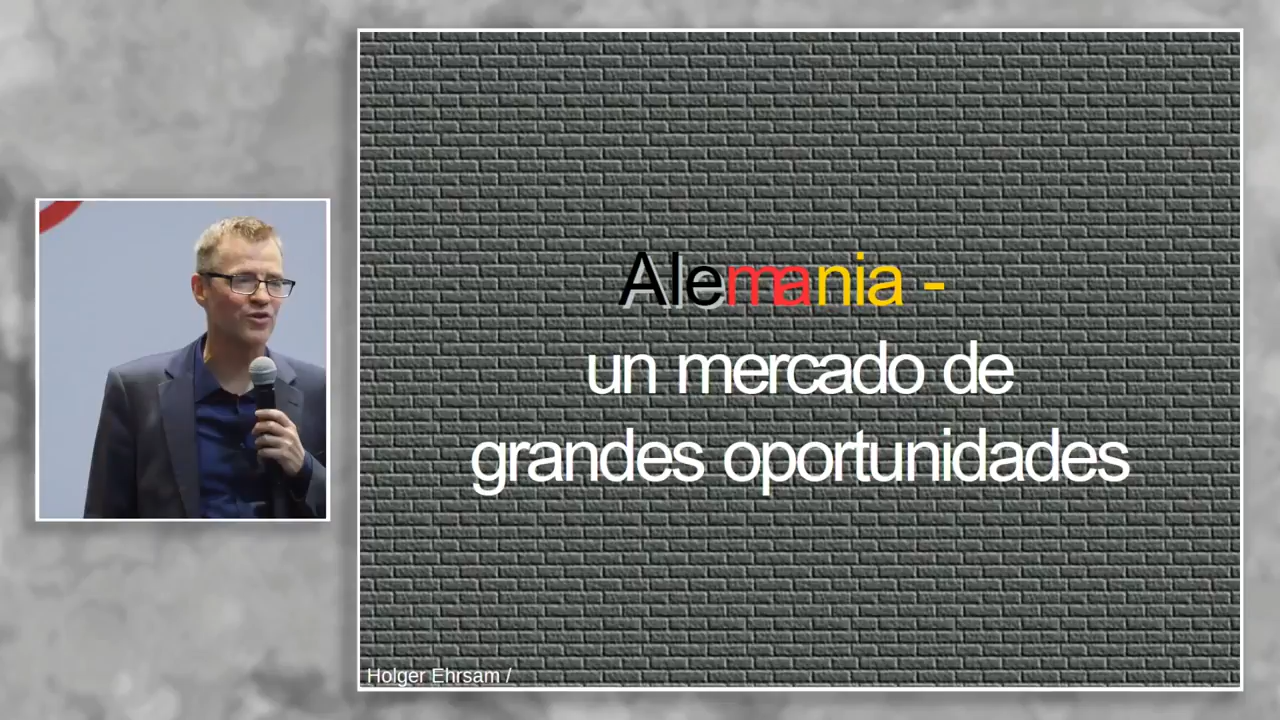 Alemania -
un mercado de
grandes oportunidades
Holger Ehrsam /